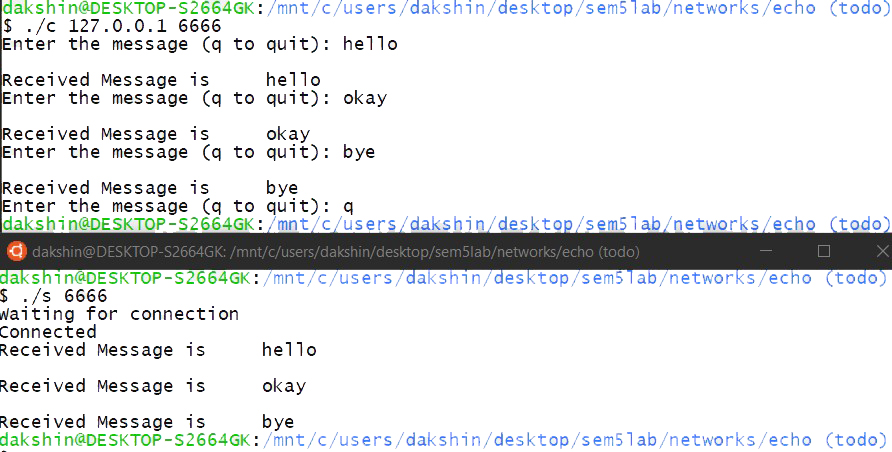 dakshin@DESKTOP-S2664GK:/mnt/c/users/dakshin/desktop/sem5lab/networks/echo (todo)
$ ./c 127.0.0.1 6666
Enter the message (q to quit): hello
Received Message is    hello
Enter the message (q to quit): okay
Received Message is    okay
Enter the message (q to quit): bye
Received Message is    bye
Enter the message (q to quit): q
dakshin@DESKTOP-S2664GK:/mnt/c/users/dakshin/desktop/sem5lab/networks/echo (todo)
dakshin@DESKTOP-S2664GK: /mnt/c/users/dakshin/desktop/sem5lab/networks/echo (todo)
dakshin@DESKTOP-S2664GK:/mnt/c/users/dakshin/desktop/sem5lab/networks/echo (todo)
$ ./s 6666
Waiting for connection
Connected
Received Message is    hello
Received Message is    okay
Received Message is    bye
dakshin@DESKTOP-S2664GK:/mnt/c/users/dakshin/desktop/sem5lab/networks/echo (todo)